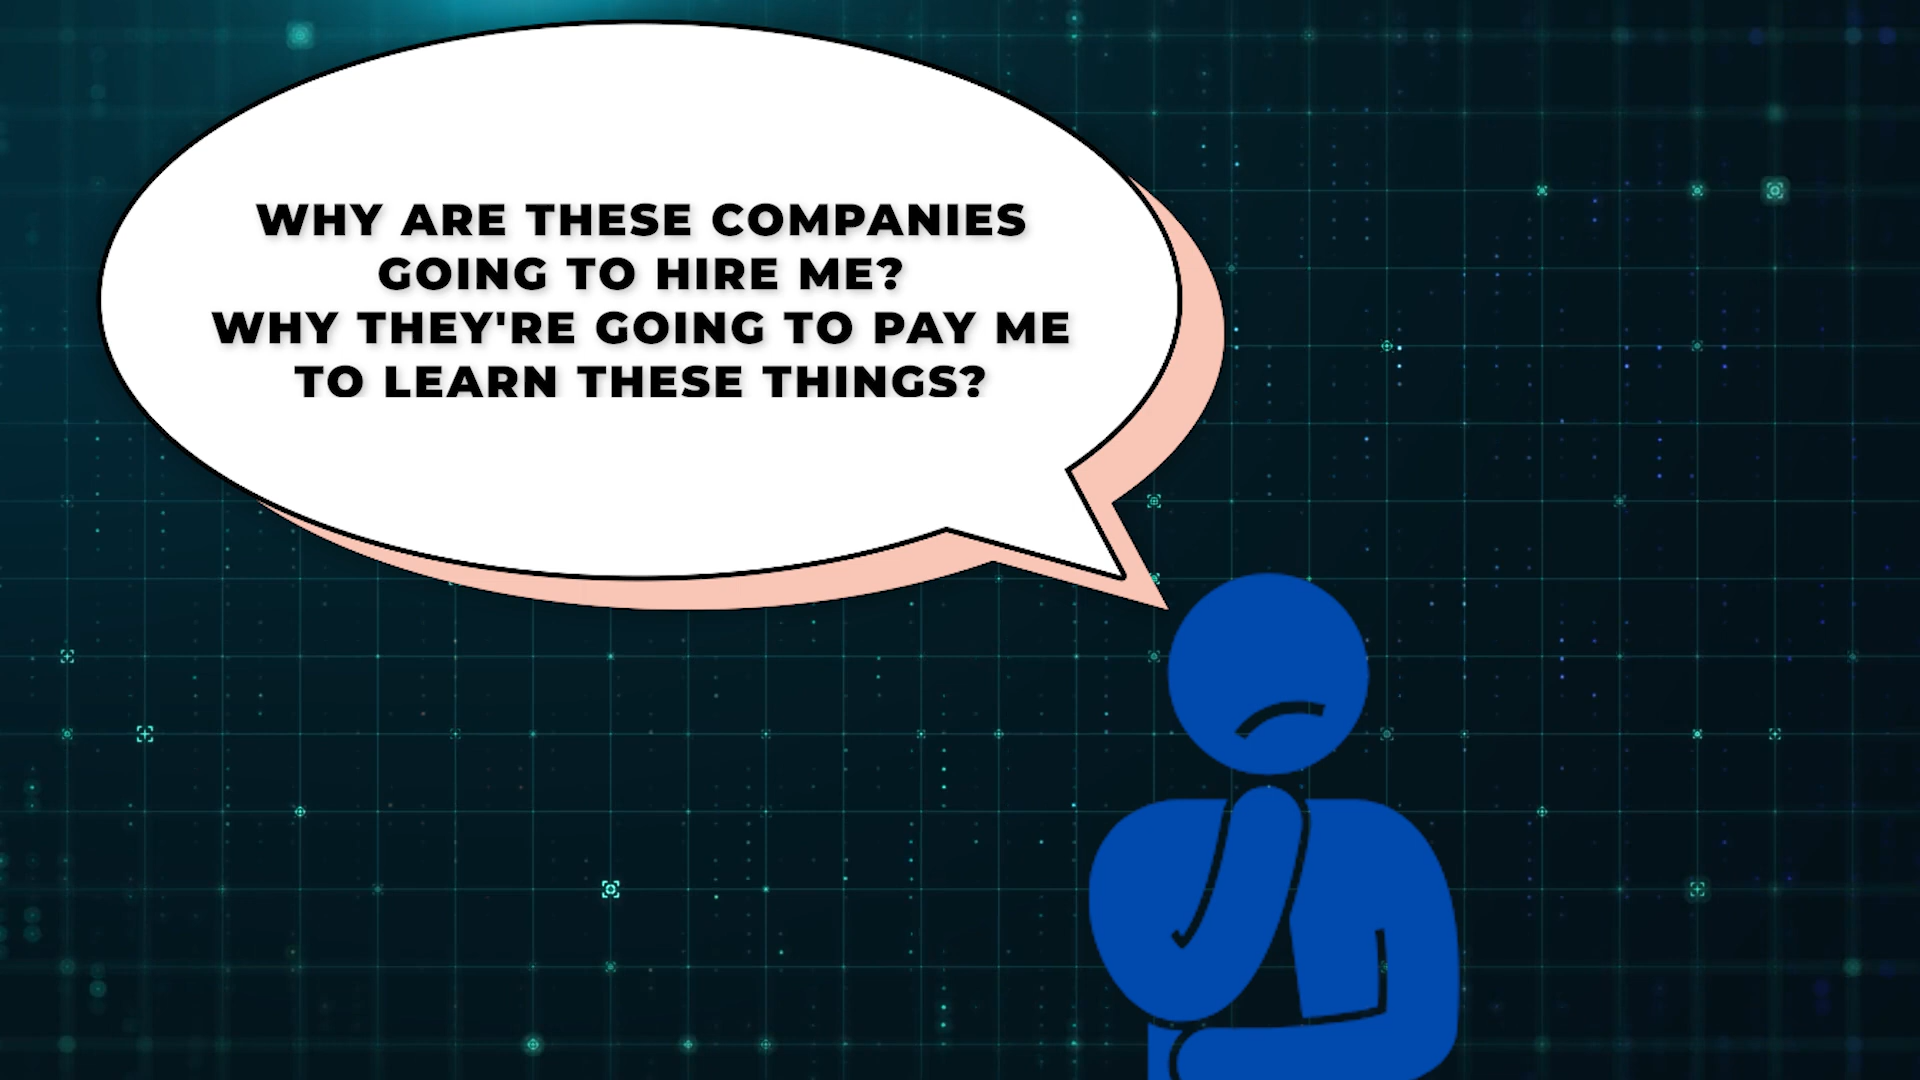 WHY ARE THESE COMPANIES
GOING TO HIRE ME?
WHY THEY'RE GOING TO PAY ME
TO LEARN THESE THINGS?